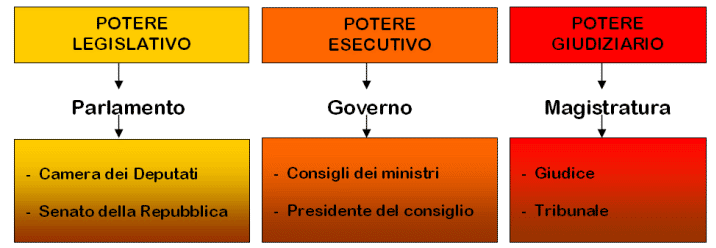 POTERE
LEGISLATIVO
POTERE
ESECUTIVO
POTERE
GIUDIZIARIO
Parlamento
Governo
Magistratura
- Camera dei Deputati
- Senato della Repubblica
- Consigli dei ministri
- Presidente del consiglio
- Giudice
- Tribunale